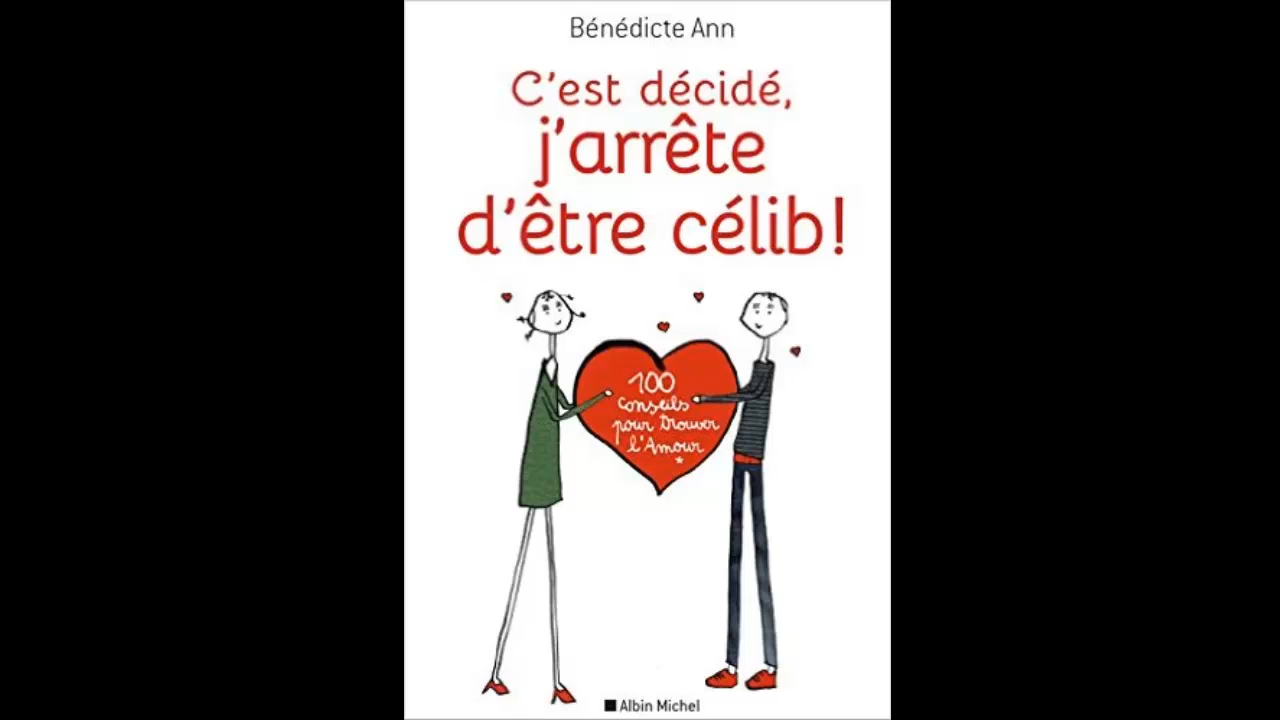 Bénédicte Ann
C'est décidé,
j'arrête
d'être célib!
100
conseils
pour trouver
l'Amour
*
Albin Michel